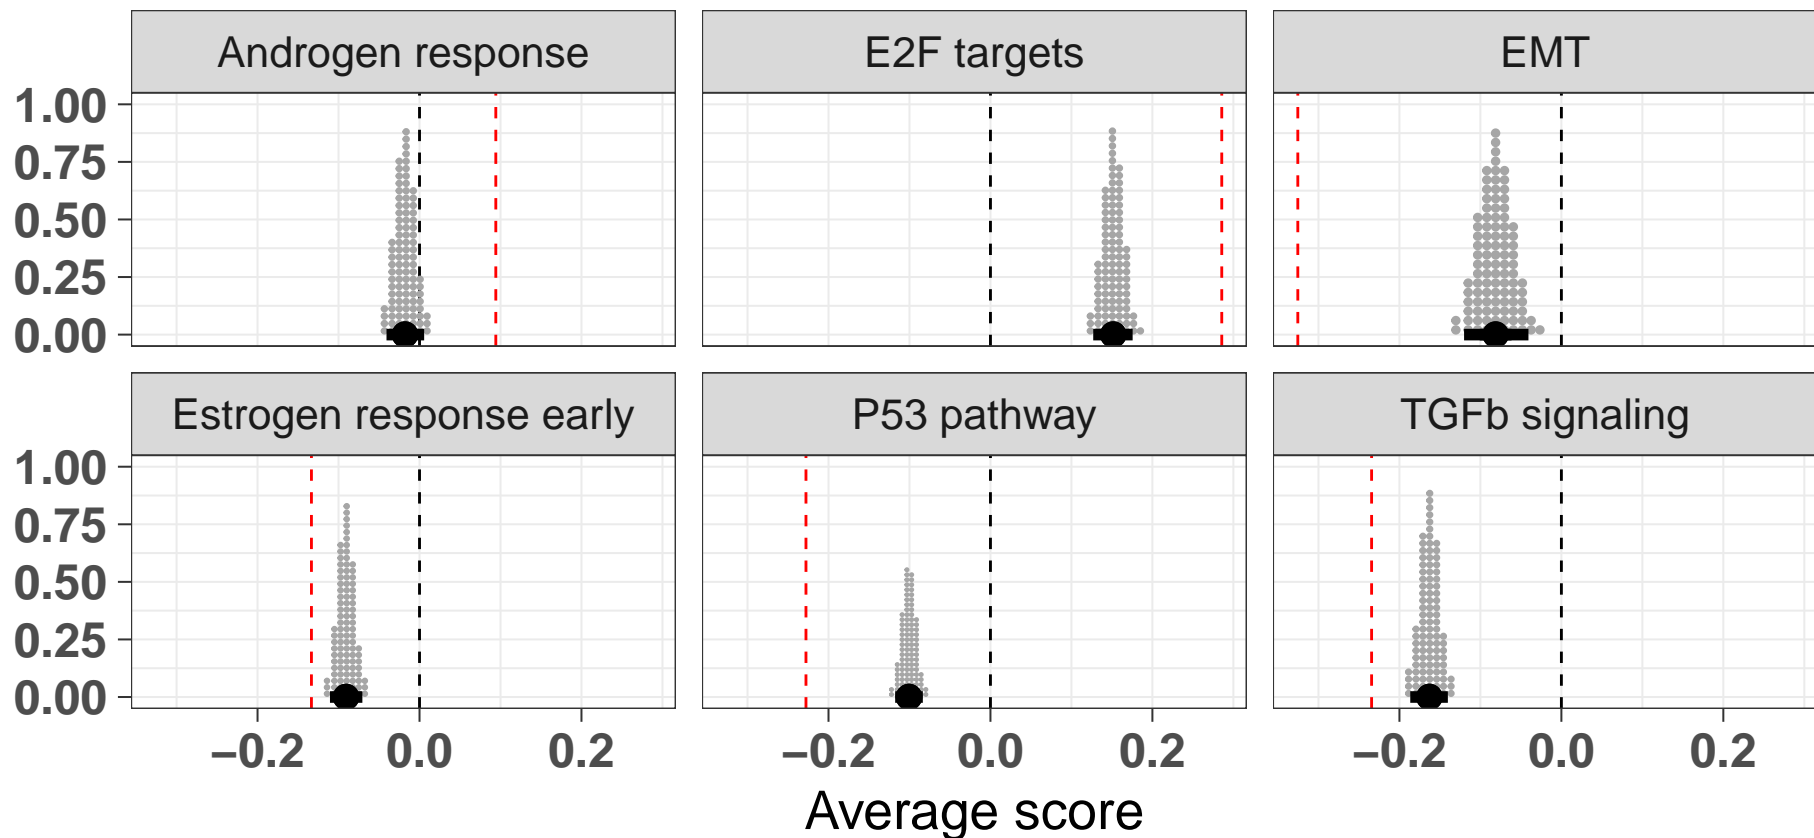 Androgen response E2F targets EMT
1.00
0.75
0.50
0.25
0.00
Estrogen response early P53 pathway TGFb signaling
1.00
0.75
0.50
0.25
0.00
−0.2 0.0 0.2 −0.2 0.0 0.2 −0.2 0.0 0.2
Average score